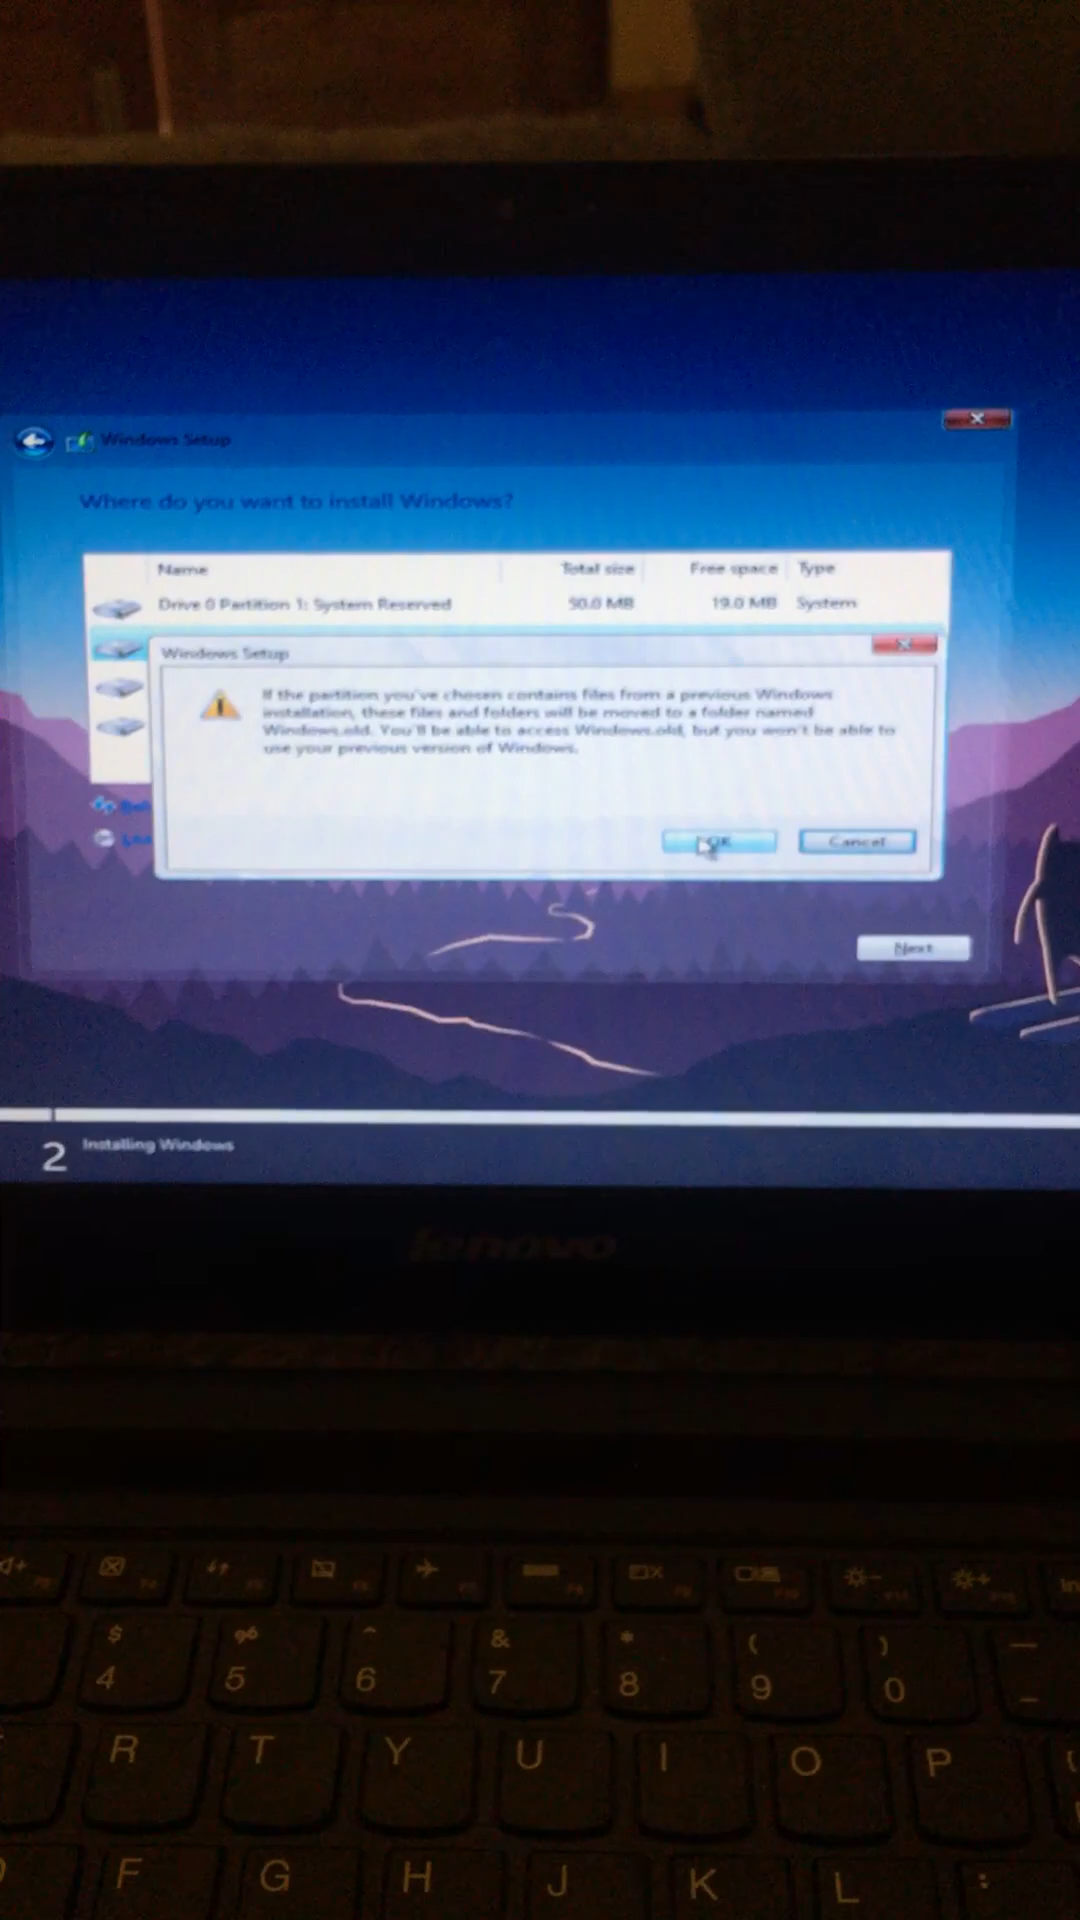 Windows Setup
Where do you want to install Windows?
Name Total size Free space Type
Drive 0 Partition 1: System Reserved 50.0 MB 19.0 MB System
Windows Setup
If the partition you've chosen contains files from a previous Windows
installation, these files and folders will be moved to a folder named
Windows.old. You'll be able to access Windows.old, but you won't be able to
use your previous version of Windows.
OK Cancel
Next
2 Installing Windows
lenovo
$ % ^ & * ( ) —
4 5 6 7 8 9 0 -
R T Y U I O P
F G H J K L :